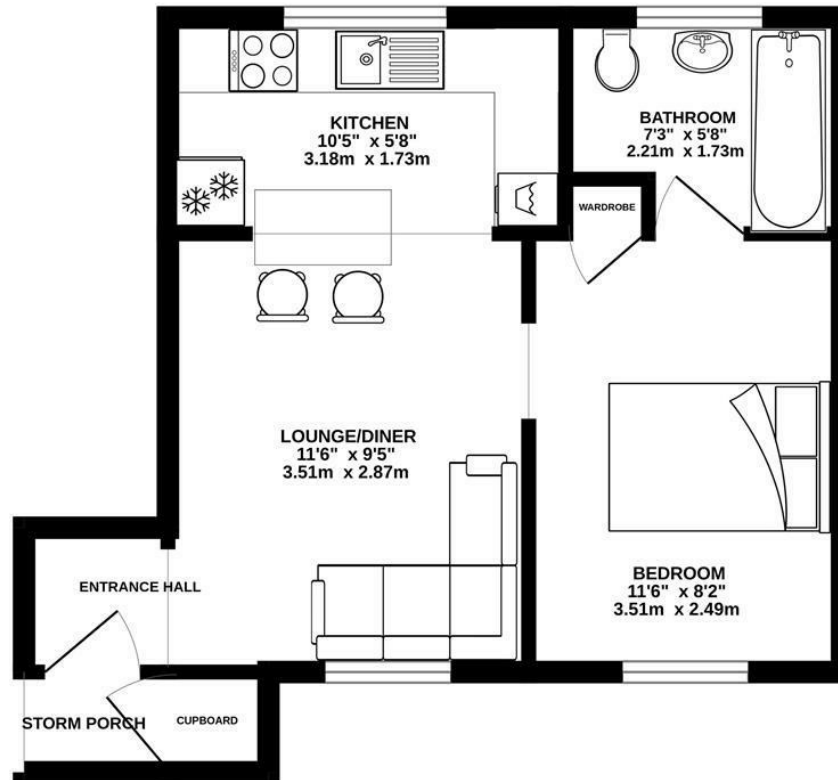 KITCHEN
10'5" x 5'8"
3.18m x 1.73m
BATHROOM
7'3" x 5'8"
2.21m x 1.73m
WARDROBE
LOUNGE/DINER
11'6" x 9'5"
3.51m x 2.87m
BEDROOM
11'6" x 8'2"
3.51m x 2.49m
ENTRANCE HALL
STORM PORCH
CUPBOARD